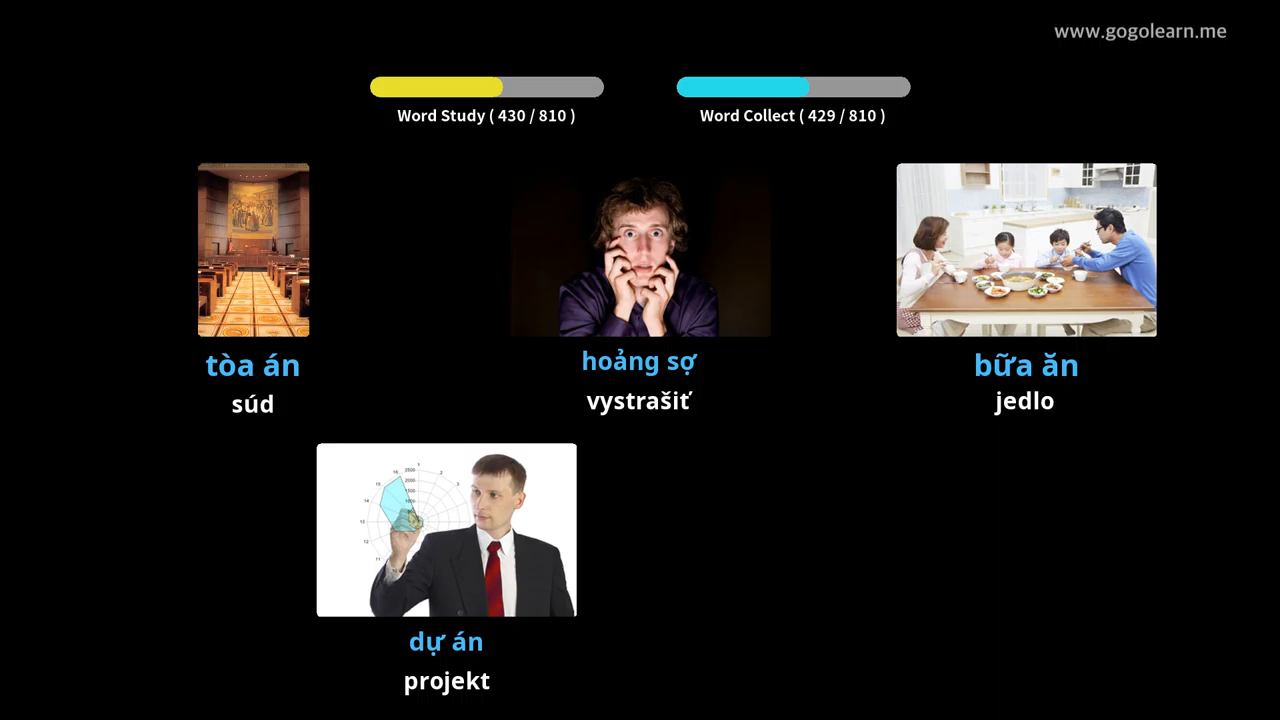 www.gogolearn.me
Word Study ( 430 / 810 )
Word Collect ( 429 / 810 )
tòa án
súd
hoảng sợ
vystrašiť
bữa ăn
jedlo
dự án
projekt